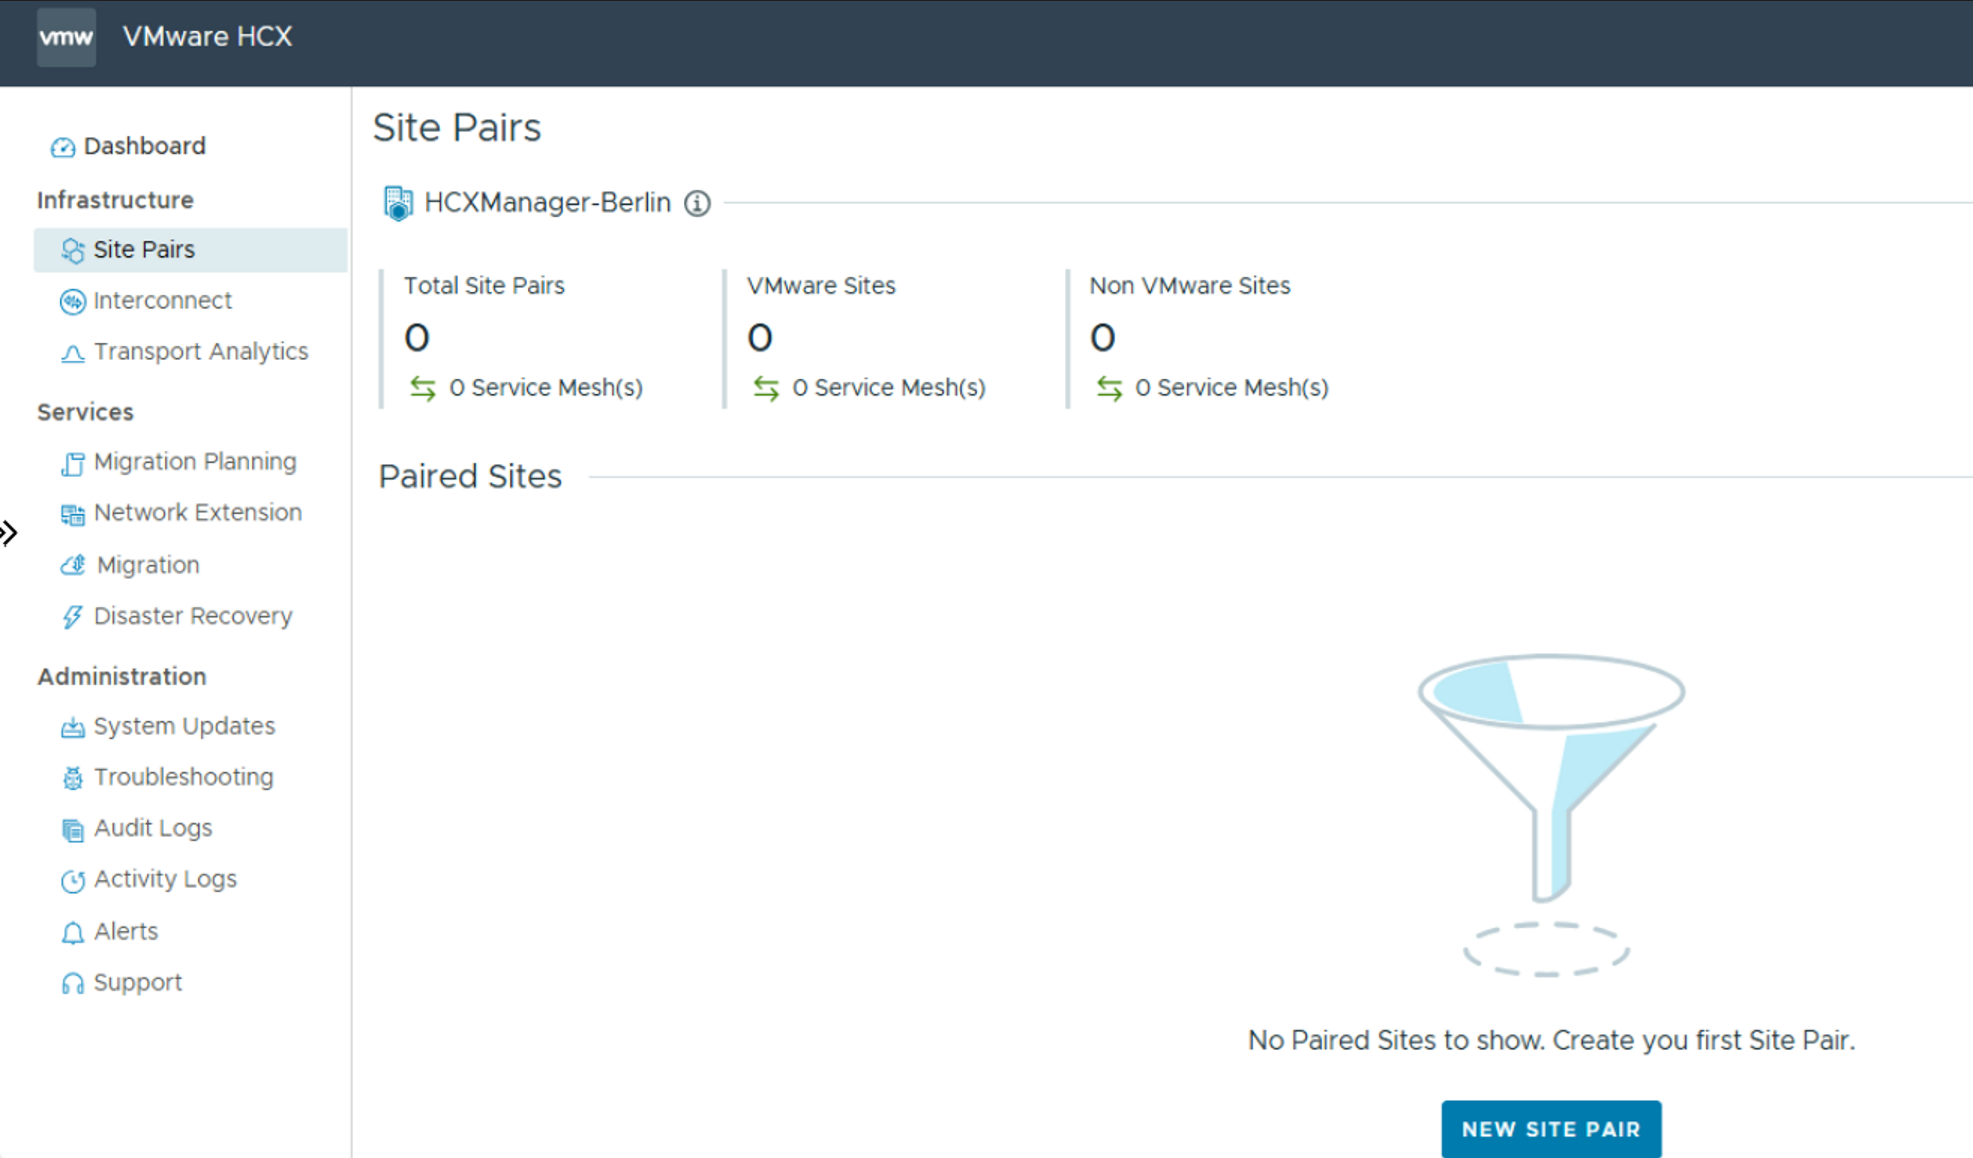 vmw VMware HCX
Dashboard
Infrastructure
Site Pairs
Interconnect
Transport Analytics
Services
Migration Planning
Network Extension
Migration
Disaster Recovery
Administration
System Updates
Troubleshooting
Audit Logs
Activity Logs
Alerts
Support
Site Pairs
HCXManager-Berlin
Total Site Pairs
0
0 Service Mesh(s)
VMware Sites
0
0 Service Mesh(s)
Non VMware Sites
0
0 Service Mesh(s)
Paired Sites
No Paired Sites to show. Create you first Site Pair.
NEW SITE PAIR